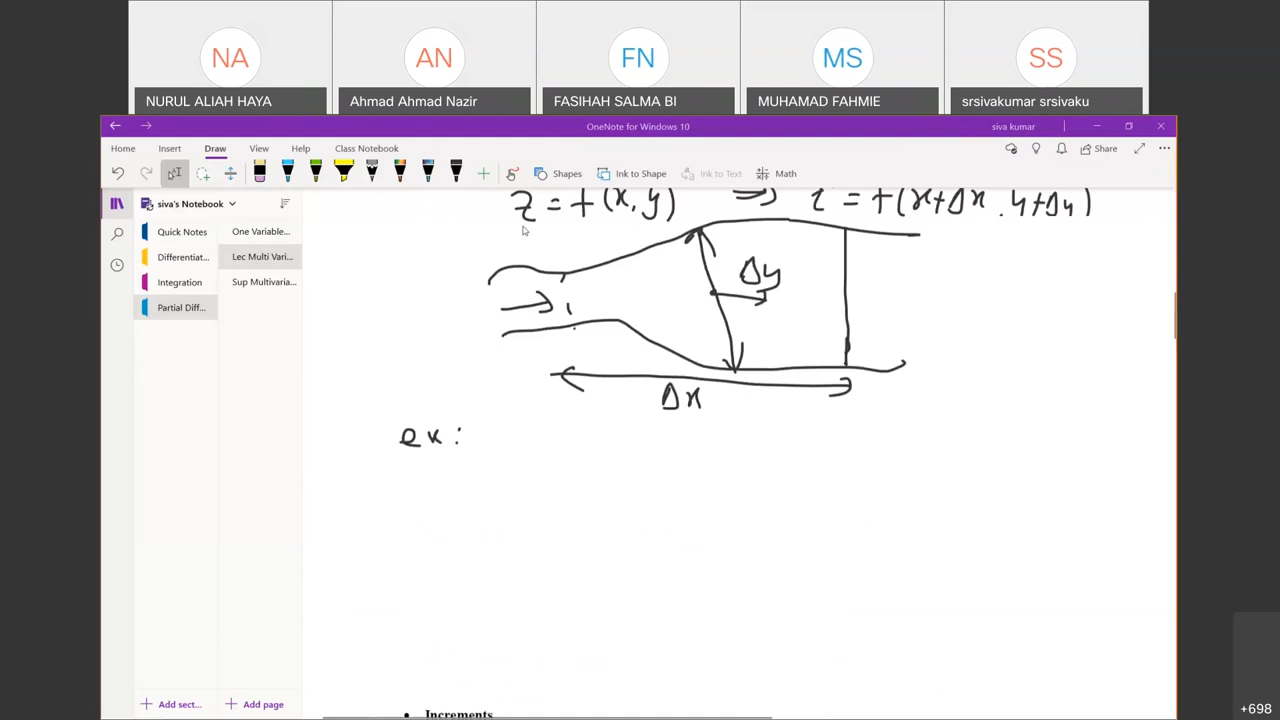 NA AN FN MS SS
NURUL ALIAH HAYA Ahmad Ahmad Nazir FASIHAH SALMA BI MUHAMAD FAHMIE srsivakumar srsivaku
OneNote for Windows 10 siva kumar
Home Insert Draw View Help Class Notebook Share
Shapes Ink to Shape Ink to Text Math
siva's Notebook
Quick Notes One Variable...
Differentiat... Lec Multi Vari...
Integration Sup Multivaria...
Partial Diff...
z = f(x, y) ⇒ z = f(x+Δx, y+Δy)
Δy
Δx
ex:
Add sect... Add page
Increments
+698